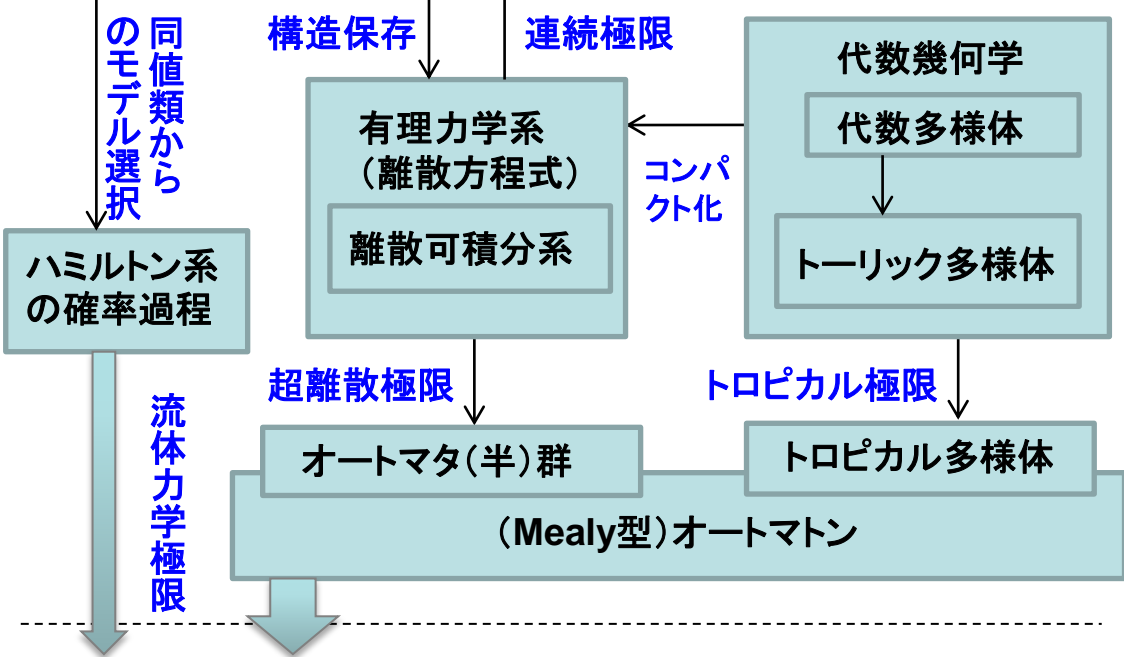 同値類から
のモデル選択
構造保存
連続極限
代数幾何学
代数多様体
トーリック多様体
有理力学系
（離散方程式）
離散可積分系
コンパ
クト化
ハミルトン系
の確率過程
超離散極限
トロピカル極限
流体力学極限
オートマタ（半）群
トロピカル多様体
（Mealy型）オートマトン